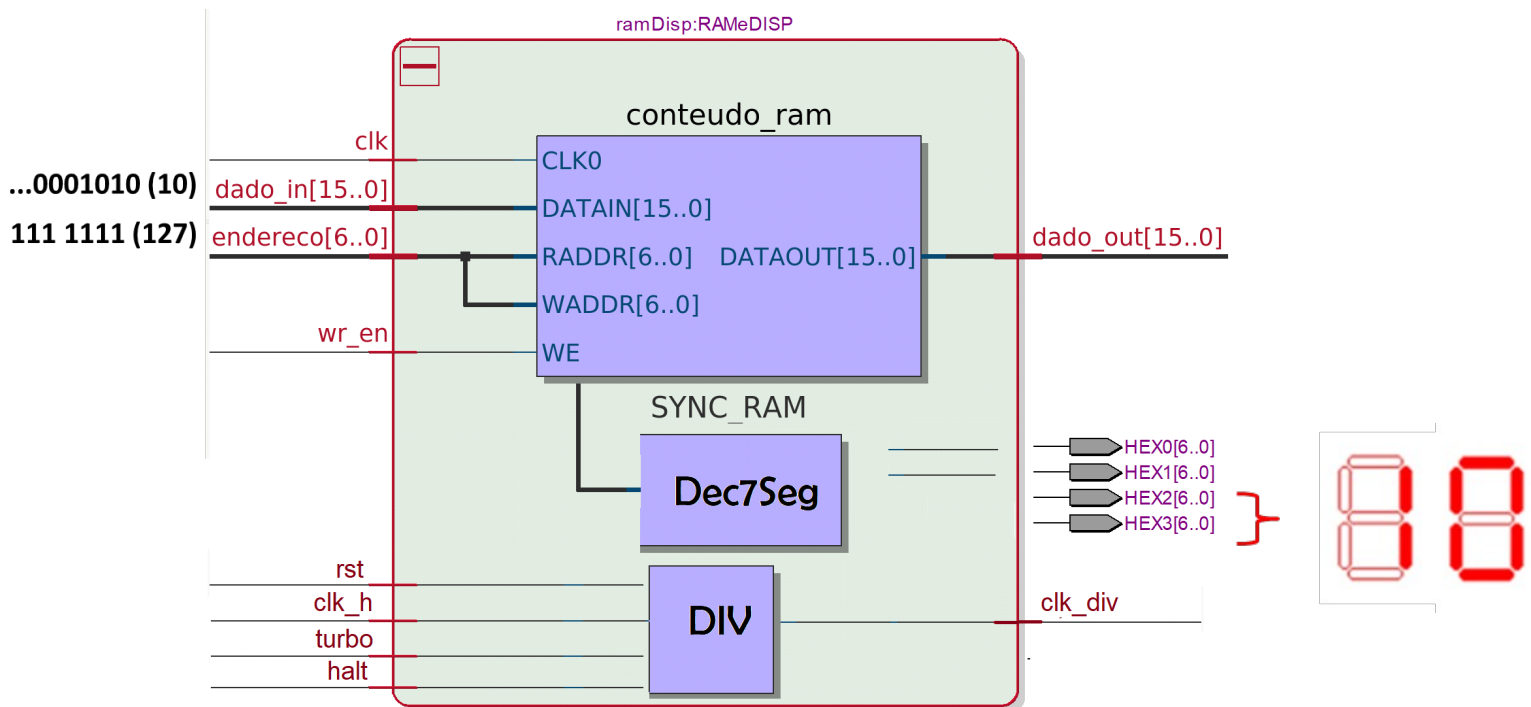 ramDisp:RAMeDISP
conteudo_ram
clk
CLK0
...0001010 (10)
dado_in[15..0]
DATAIN[15..0]
111 1111 (127)
endereco[6..0]
RADDR[6..0]
DATAOUT[15..0]
dado_out[15..0]
WADDR[6..0]
wr_en
WE
SYNC_RAM
Dec7Seg
HEX0[6..0]
HEX1[6..0]
HEX2[6..0]
HEX3[6..0]
10
rst
clk_h
turbo
halt
DIV
clk_div